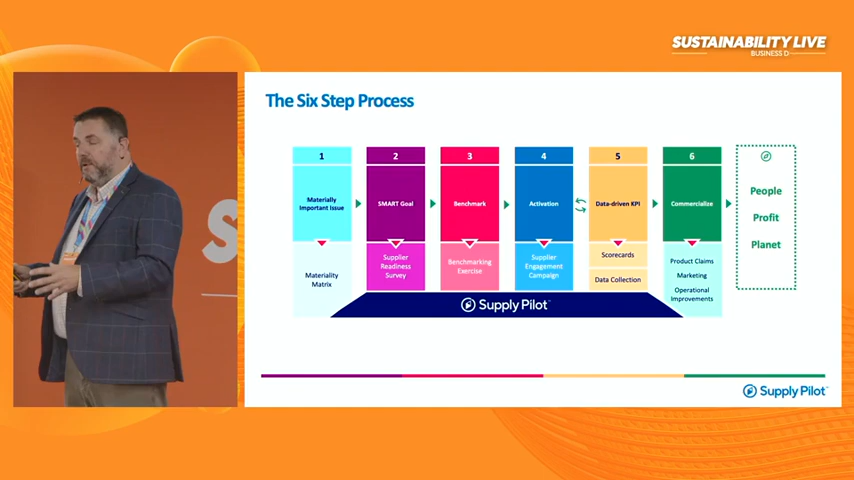 SUSTAINABILITY LIVE
BUSINESS D
The Six Step Process
1
2
3
4
5
6
Materially
Important Issue
SMART Goal
Benchmark
Activation
Data-driven KPI
Commercialize
People
Profit
Planet
Materiality
Matrix
Supplier
Readiness
Survey
Benchmarking
Exercise
Supplier
Engagement
Campaign
Scorecards
Data Collection
Product Claims
Marketing
Operational
Improvements
Supply Pilot™
Supply Pilot™
S